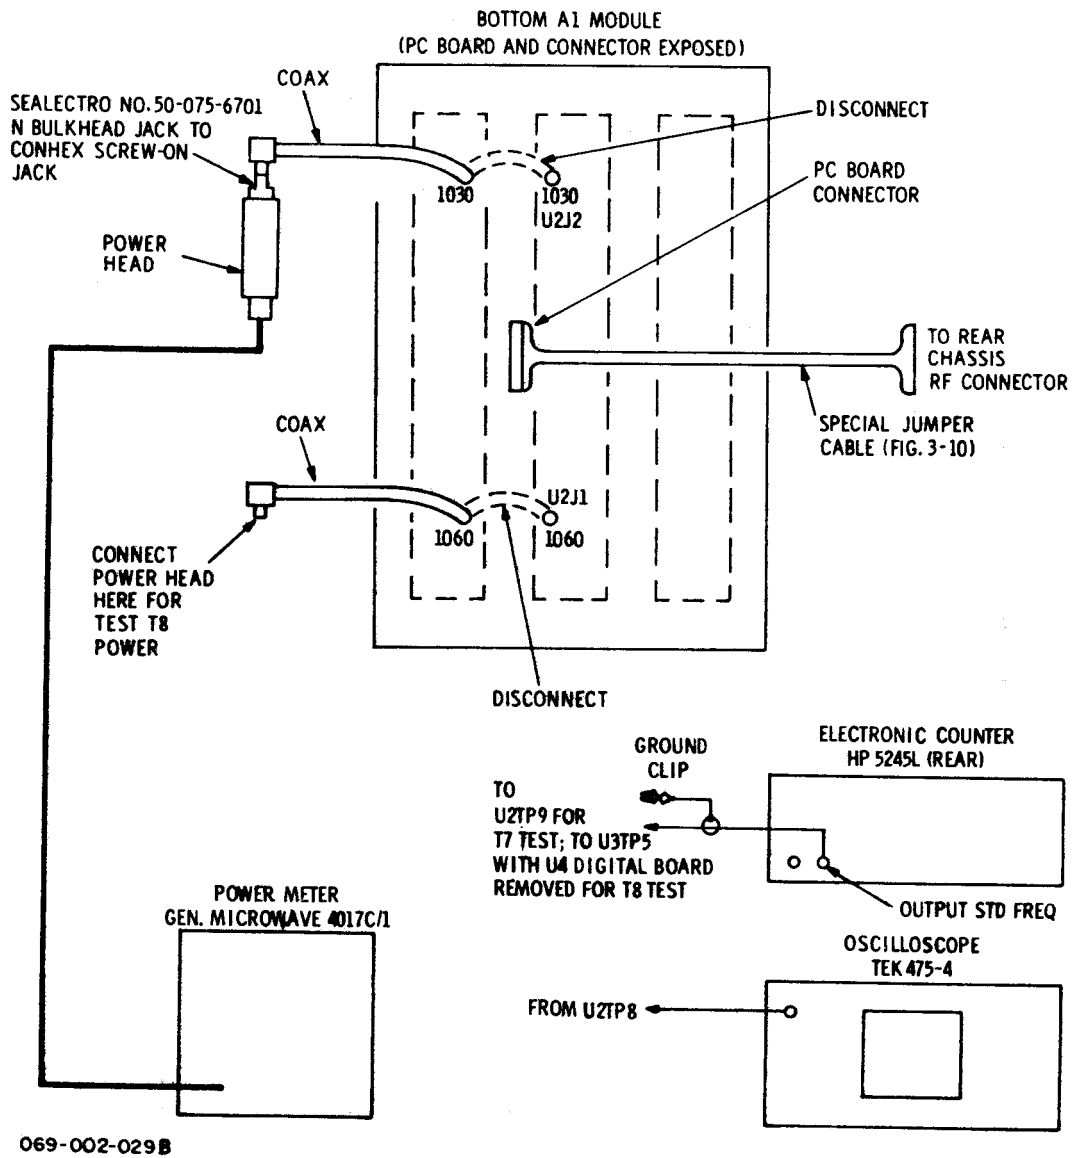 BOTTOM A1 MODULE
(PC BOARD AND CONNECTOR EXPOSED)
COAX
SEALECTRO NO. 50-075-6701
N BULKHEAD JACK TO
CONHEX SCREW-ON
JACK
DISCONNECT
PC BOARD
CONNECTOR
1030
1030
U2J2
POWER
HEAD
TO REAR
CHASSIS
RF CONNECTOR
COAX
SPECIAL JUMPER
CABLE (FIG. 3-10)
U2J1
1060
1060
CONNECT
POWER HEAD
HERE FOR
TEST T8
POWER
DISCONNECT
GROUND
CLIP
ELECTRONIC COUNTER
HP 5245L (REAR)
TO
U2TP9 FOR
T7 TEST; TO U3TP5
WITH U4 DIGITAL BOARD
REMOVED FOR T8 TEST
OUTPUT STD FREQ
POWER METER
GEN. MICROWAVE 4017C/1
OSCILLOSCOPE
TEK 475-4
FROM U2TP8
069-002-029B